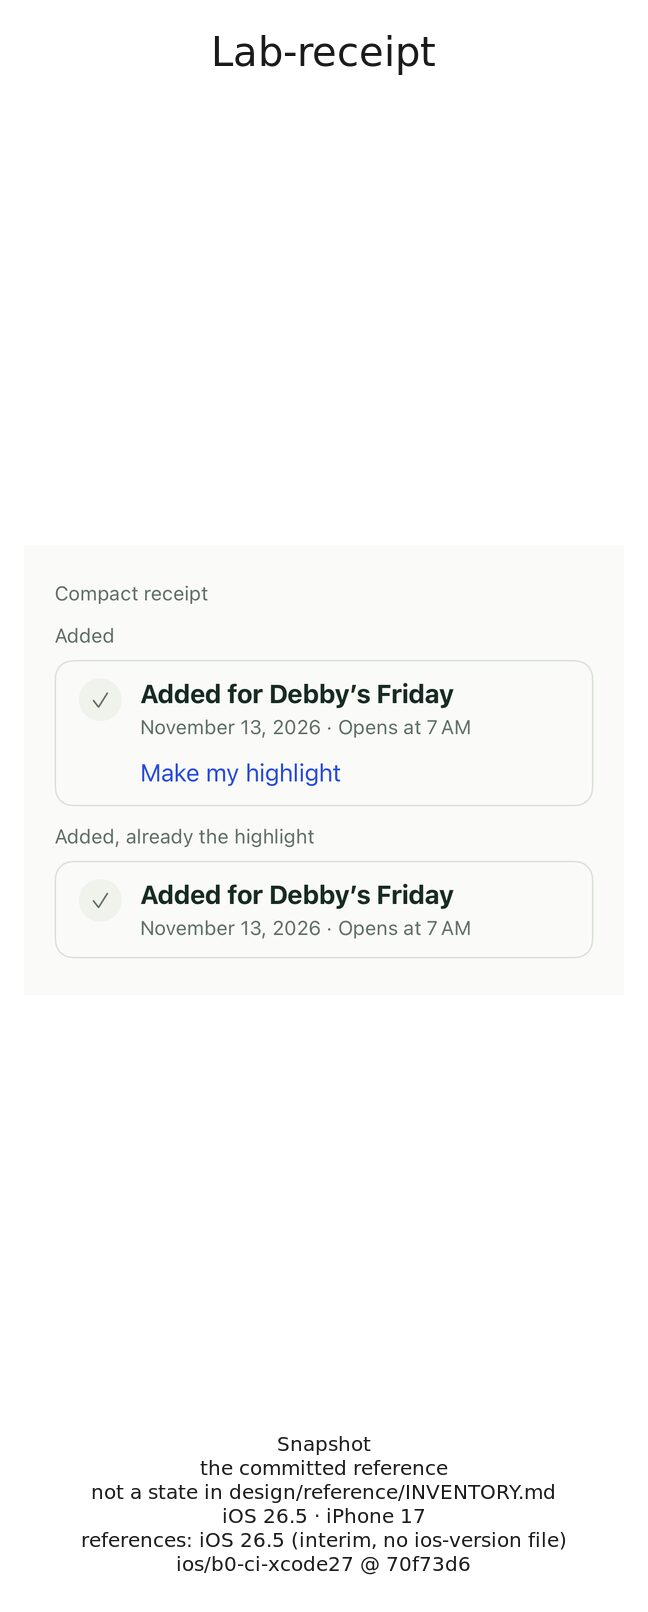 Lab-receipt
Compact receipt
Added
Added for Debby’s Friday
November 13, 2026 · Opens at 7 AM
Make my highlight
Added, already the highlight
Added for Debby’s Friday
November 13, 2026 · Opens at 7 AM
Snapshot
the committed reference
not a state in design/reference/INVENTORY.md
iOS 26.5 · iPhone 17
references: iOS 26.5 (interim, no ios-version file)
ios/b0-ci-xcode27 @ 70f73d6